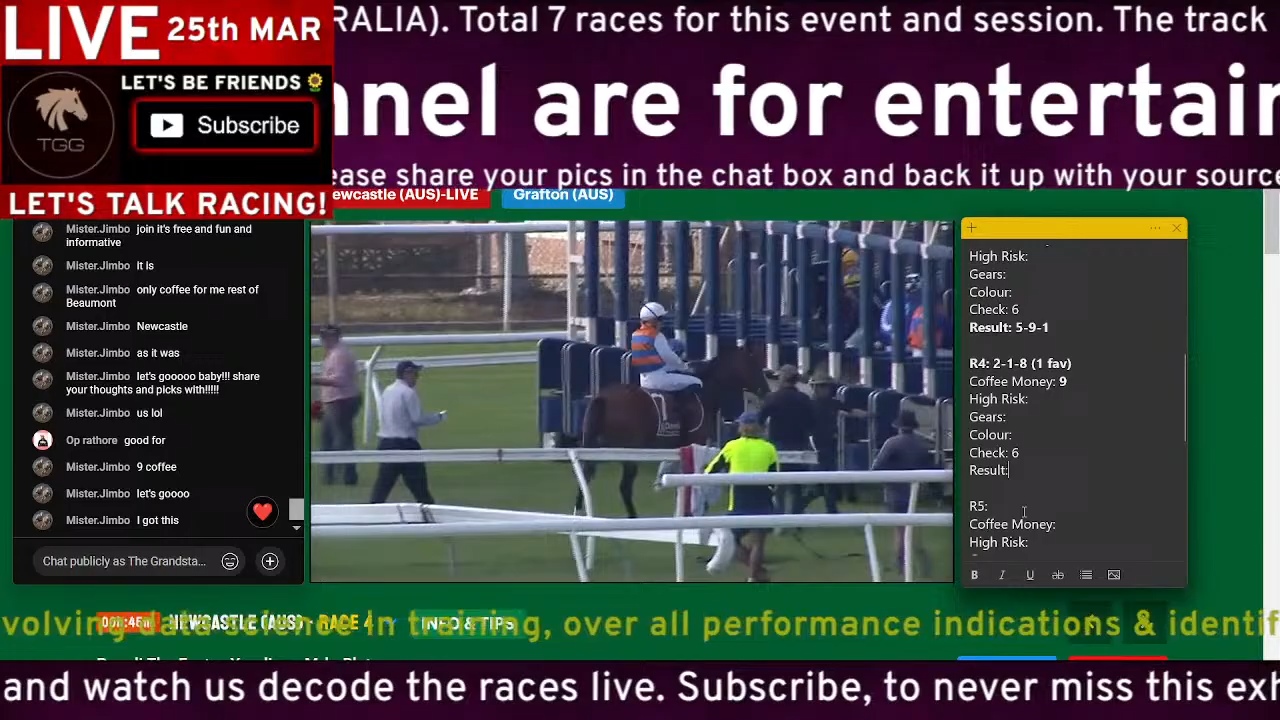 LIVE 25th MAR
RALIA). Total 7 races for this event and session. The track
LET'S BE FRIENDS
nnel are for entertain
TGG
Subscribe
ease share your pics in the chat box and back it up with your source
LET'S TALK RACING!
ewcastle (AUS)-LIVE
Grafton (AUS)
Mister.Jimbo join it's free and fun and
informative
Mister.Jimbo It is
Mister.Jimbo only coffee for me rest of
Beaumont
Mister.Jimbo Newcastle
Mister.Jimbo as it was
Mister.Jimbo let's gooooo baby!!! share
your thoughts and picks with!!!!!
Mister.Jimbo us lol
Op rathore good for
Mister.Jimbo 9 coffee
Mister.Jimbo let's goooo
Mister.Jimbo I got this
Chat publicly as The Grandsta...
High Risk:
Gears:
Colour:
Check: 6
Result: 5-9-1
R4: 2-1-8 (1 fav)
Coffee Money: 9
High Risk:
Gears:
Colour:
Check: 6
Result:
R5:
Coffee Money:
High Risk:
B I U ab
NEWCASTLE (AUS) - RACE 4
INFO & TIPS
volving data science in training, over all performance indications & identif
and watch us decode the races live. Subscribe, to never miss this exh